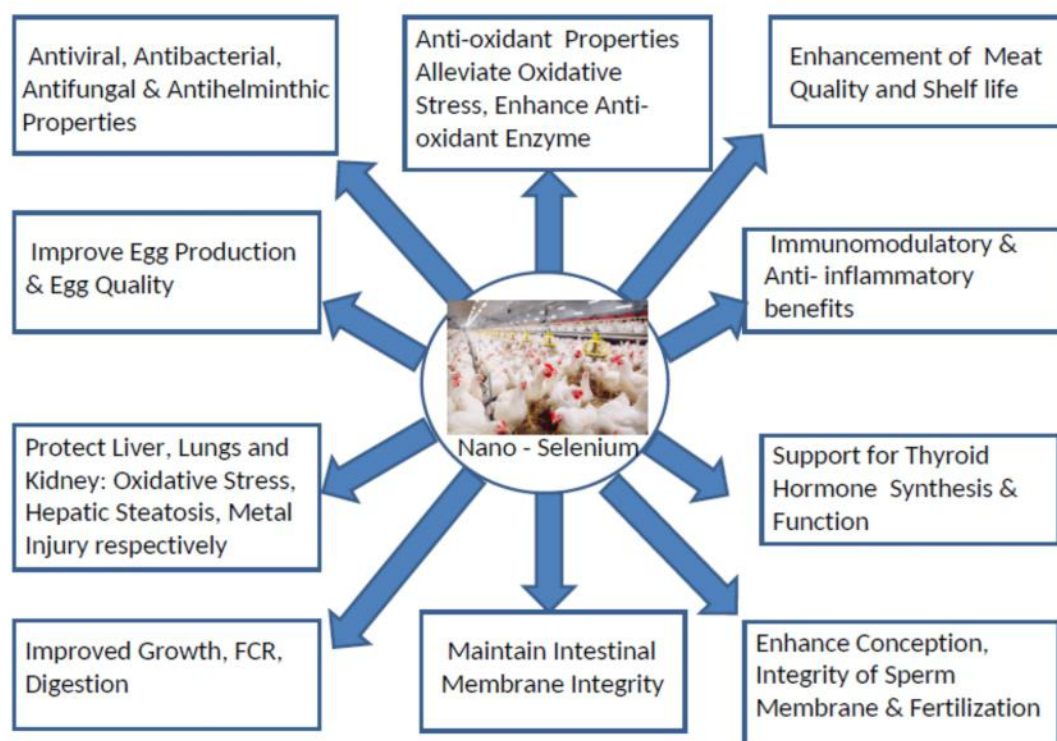 Antiviral, Antibacterial,
Antifungal & Antihelminthic
Properties
Anti-oxidant Properties
Alleviate Oxidative
Stress, Enhance Anti-
oxidant Enzyme
Enhancement of Meat
Quality and Shelf life
Improve Egg Production
& Egg Quality
Immunomodulatory &
Anti- inflammatory
benefits
Nano - Selenium
Protect Liver, Lungs and
Kidney: Oxidative Stress,
Hepatic Steatosis, Metal
Injury respectively
Support for Thyroid
Hormone Synthesis &
Function
Improved Growth, FCR,
Digestion
Maintain Intestinal
Membrane Integrity
Enhance Conception,
Integrity of Sperm
Membrane & Fertilization